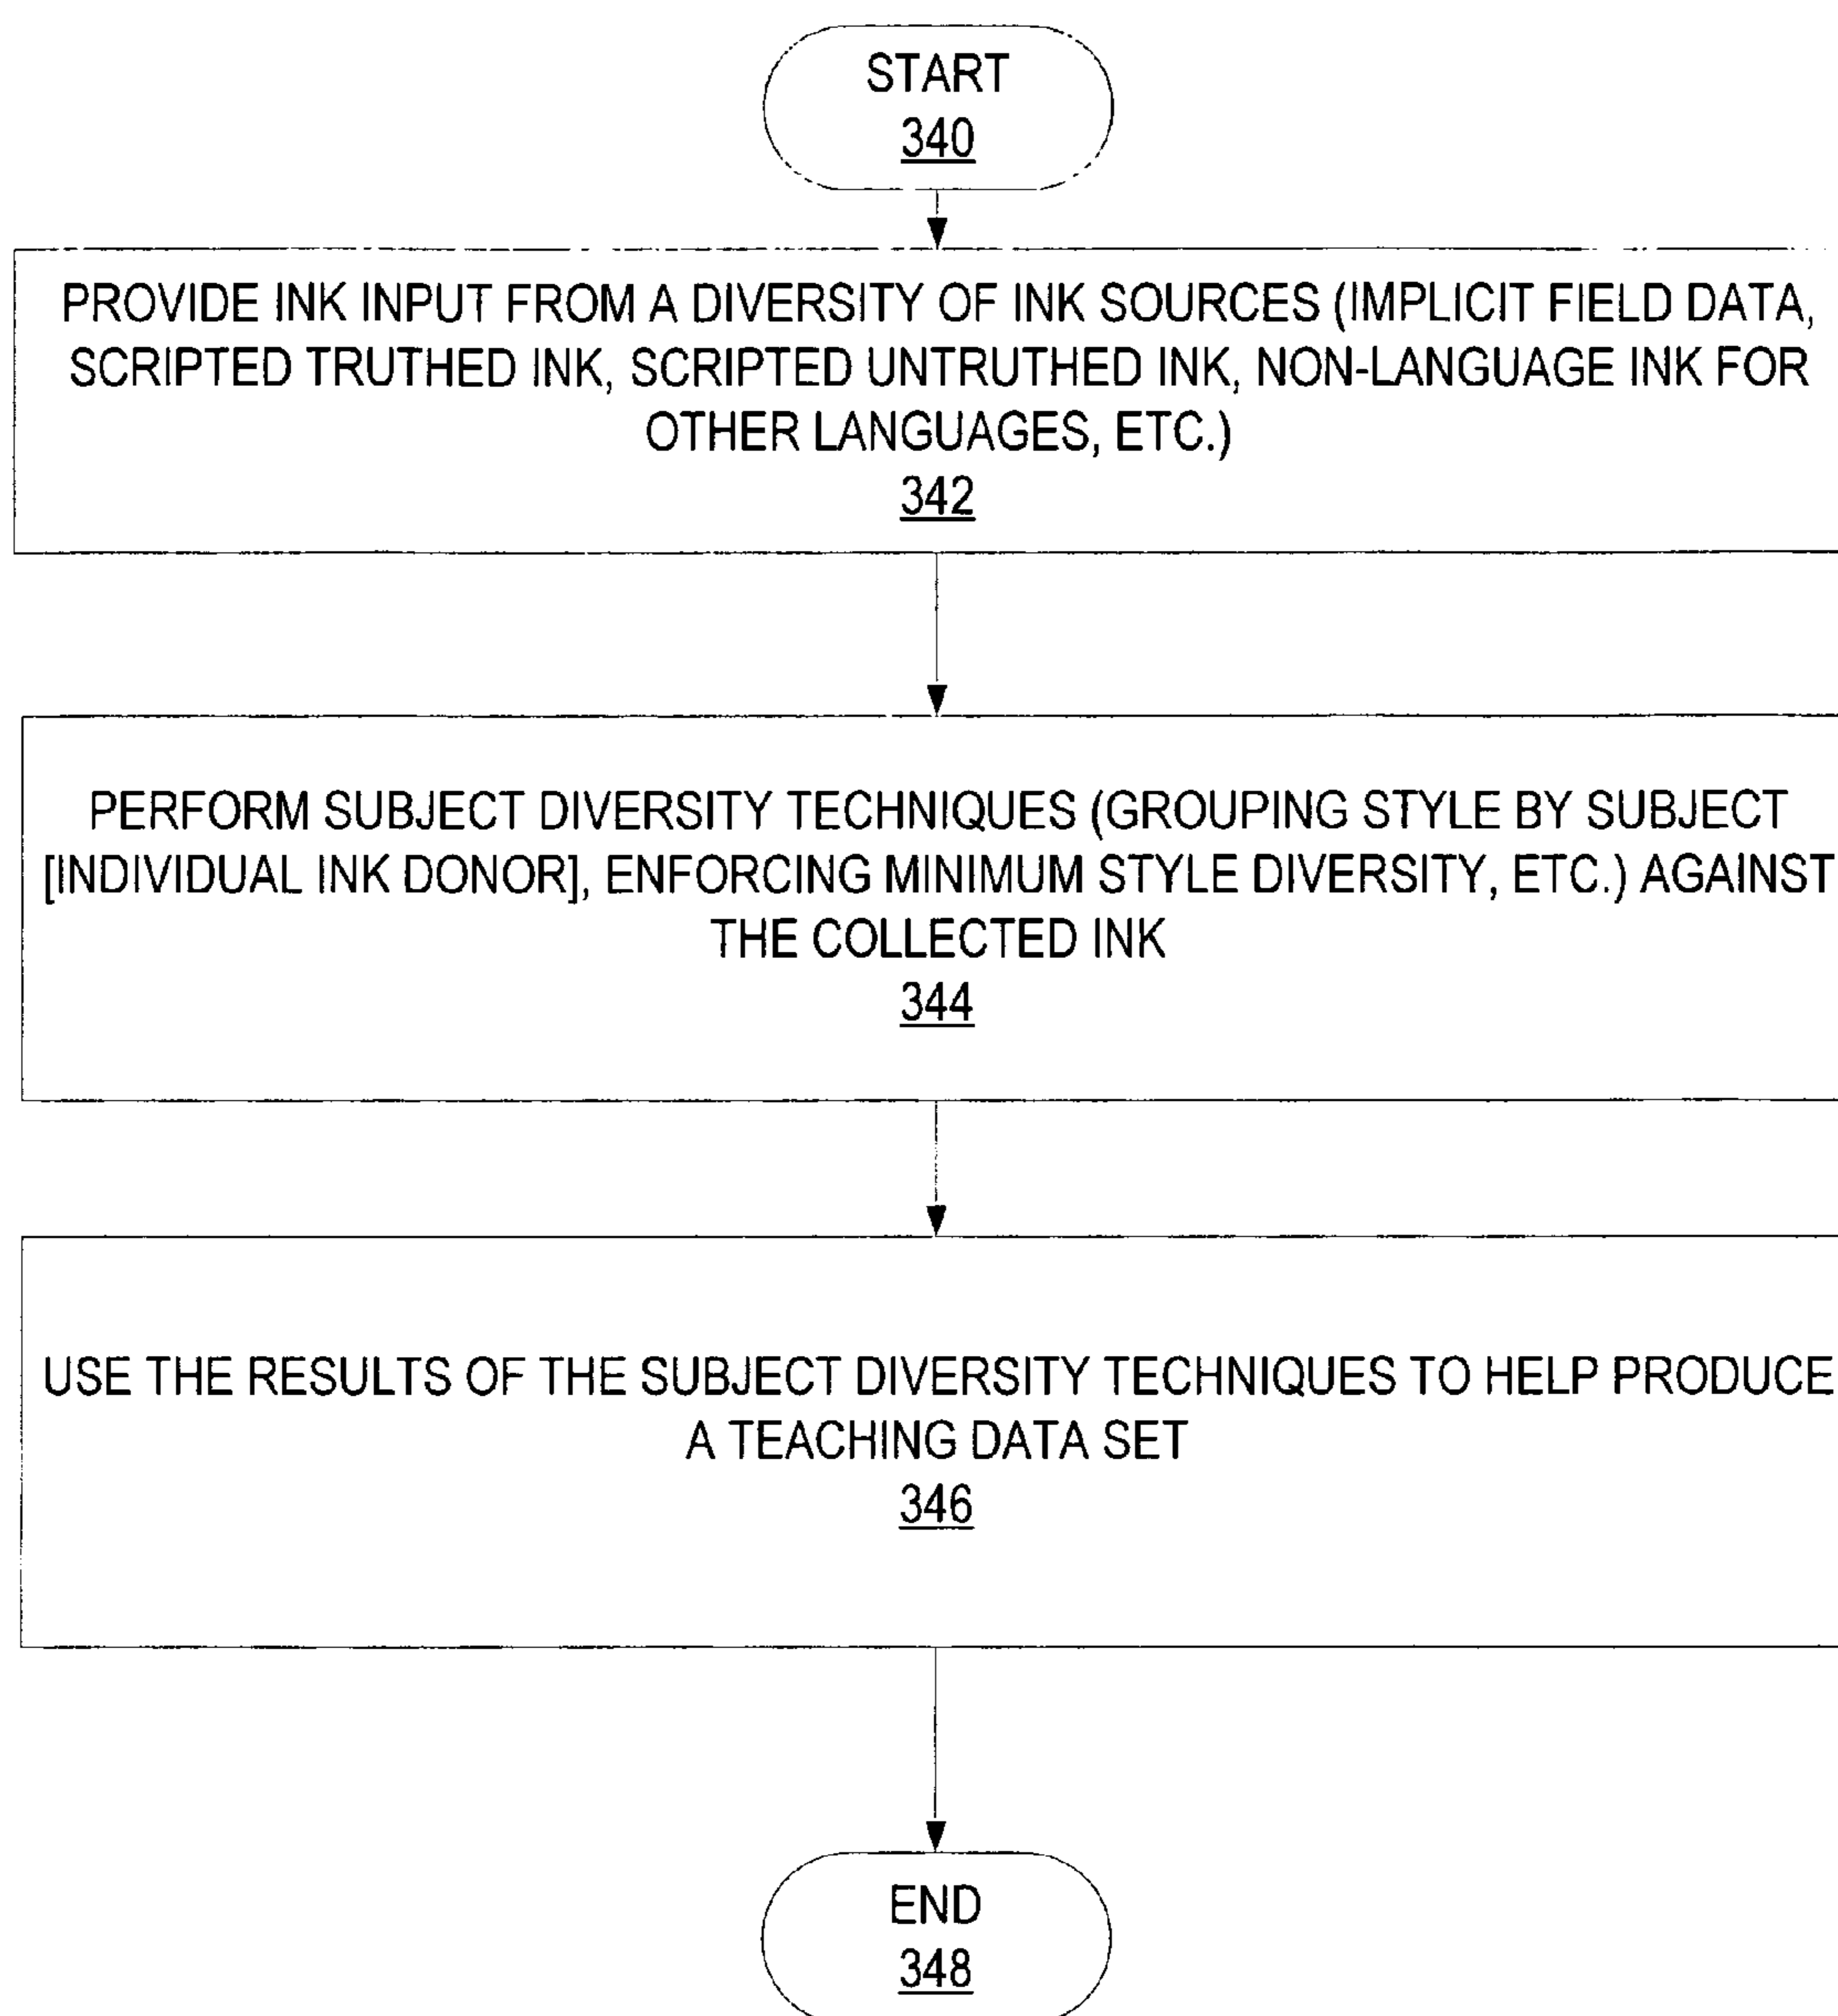 START
340
PROVIDE INK INPUT FROM A DIVERSITY OF INK SOURCES (IMPLICIT FIELD DATA,
SCRIPTED TRUTHED INK, SCRIPTED UNTRUTHED INK, NON-LANGUAGE INK FOR
OTHER LANGUAGES, ETC.)
342
PERFORM SUBJECT DIVERSITY TECHNIQUES (GROUPING STYLE BY SUBJECT
[INDIVIDUAL INK DONOR], ENFORCING MINIMUM STYLE DIVERSITY, ETC.) AGAINST
THE COLLECTED INK
344
USE THE RESULTS OF THE SUBJECT DIVERSITY TECHNIQUES TO HELP PRODUCE
A TEACHING DATA SET
346
END
348